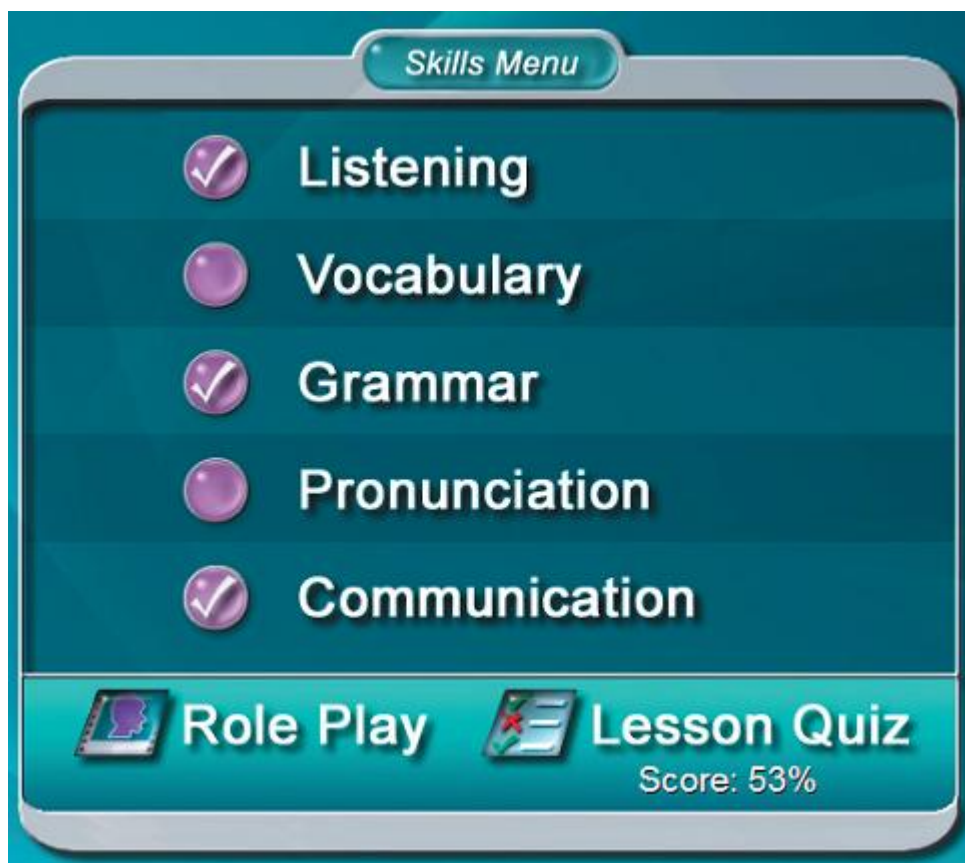 Skills Menu
Listening
Vocabulary
Grammar
Pronunciation
Communication
Role Play
Lesson Quiz
Score: 53%